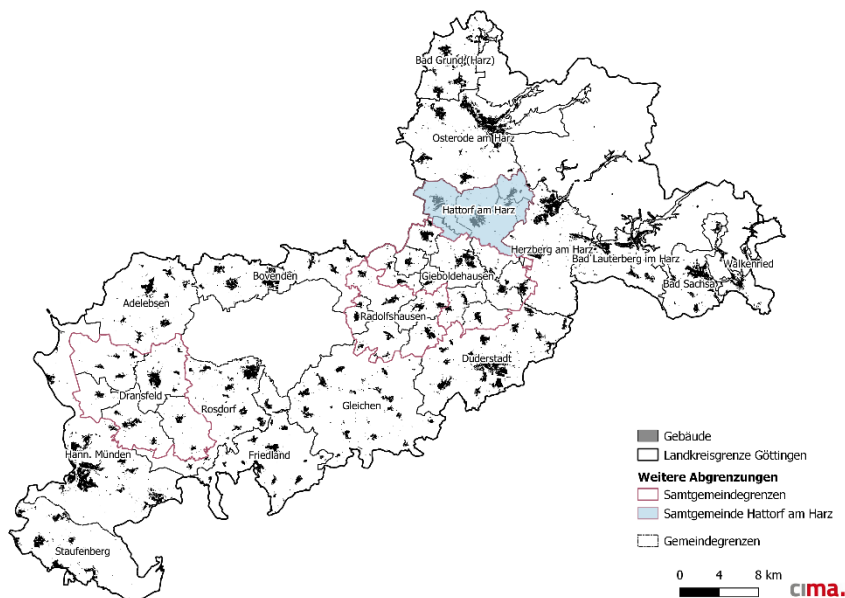 Bad Grund (Harz)
Osterode am Harz
Hattorf am Harz
Herzberg am Harz
Bad Lauterberg im Harz
Walkenried
Bad Sachsa
Bovenden
Gieboldehausen
Adelebsen
Radolfshausen
Duderstadt
Dransfeld
Rosdorf
Gleichen
Hann. Münden
Friedland
Staufenberg
Gebäude
Landkreisgrenze Göttingen
Weitere Abgrenzungen
Samtgemeindegrenzen
Samtgemeinde Hattorf am Harz
Gemeindegrenzen
0 4 8 km
cima.